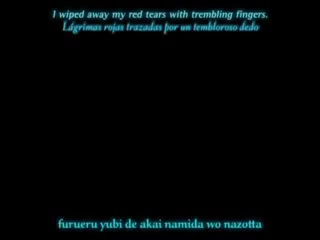 I wiped away my red tears with trembling fingers.
Lágrimas rojas trazadas por un tembloroso dedo
furueru yubi de akai namida wo nazotta